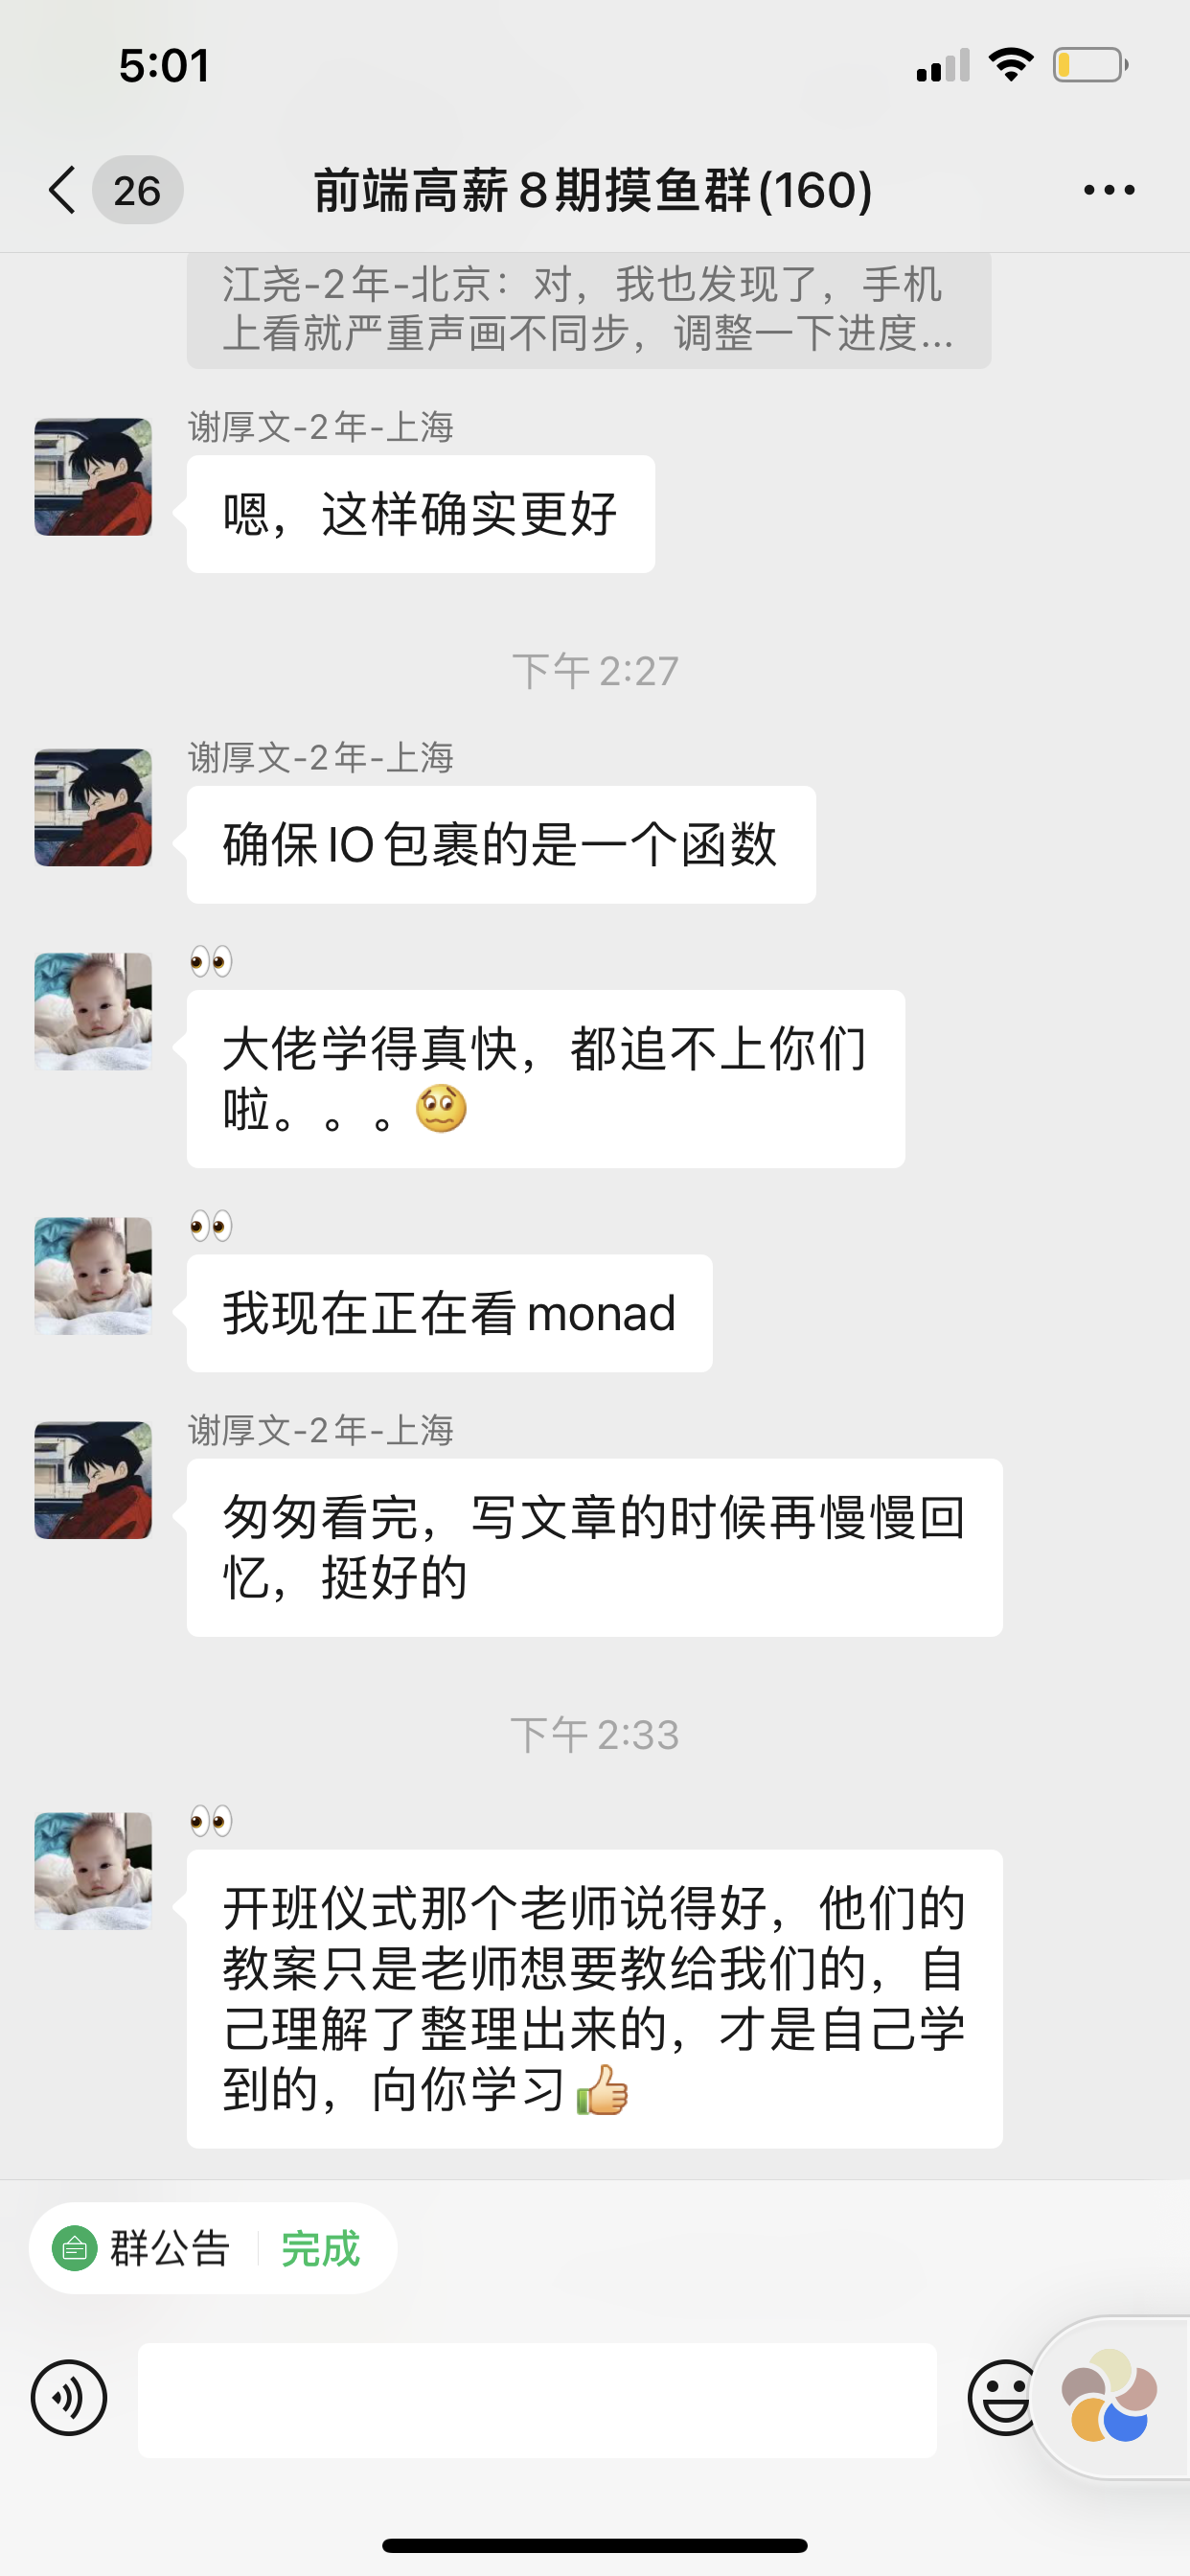 5:01
26
前端高薪8期摸鱼群(160)
江尧-2年-北京：对，我也发现了，手机
上看就严重声画不同步，调整一下进度...
谢厚文-2年-上海
嗯，这样确实更好
下午2:27
谢厚文-2年-上海
确保IO包裹的是一个函数
👀
大佬学得真快，都追不上你们
啦。。。🥴
👀
我现在正在看monad
谢厚文-2年-上海
匆匆看完，写文章的时候再慢慢回
忆，挺好的
下午2:33
👀
开班仪式那个老师说得好，他们的
教案只是老师想要教给我们的，自
己理解了整理出来的，才是自己学
到的，向你学习👍
群公告
完成